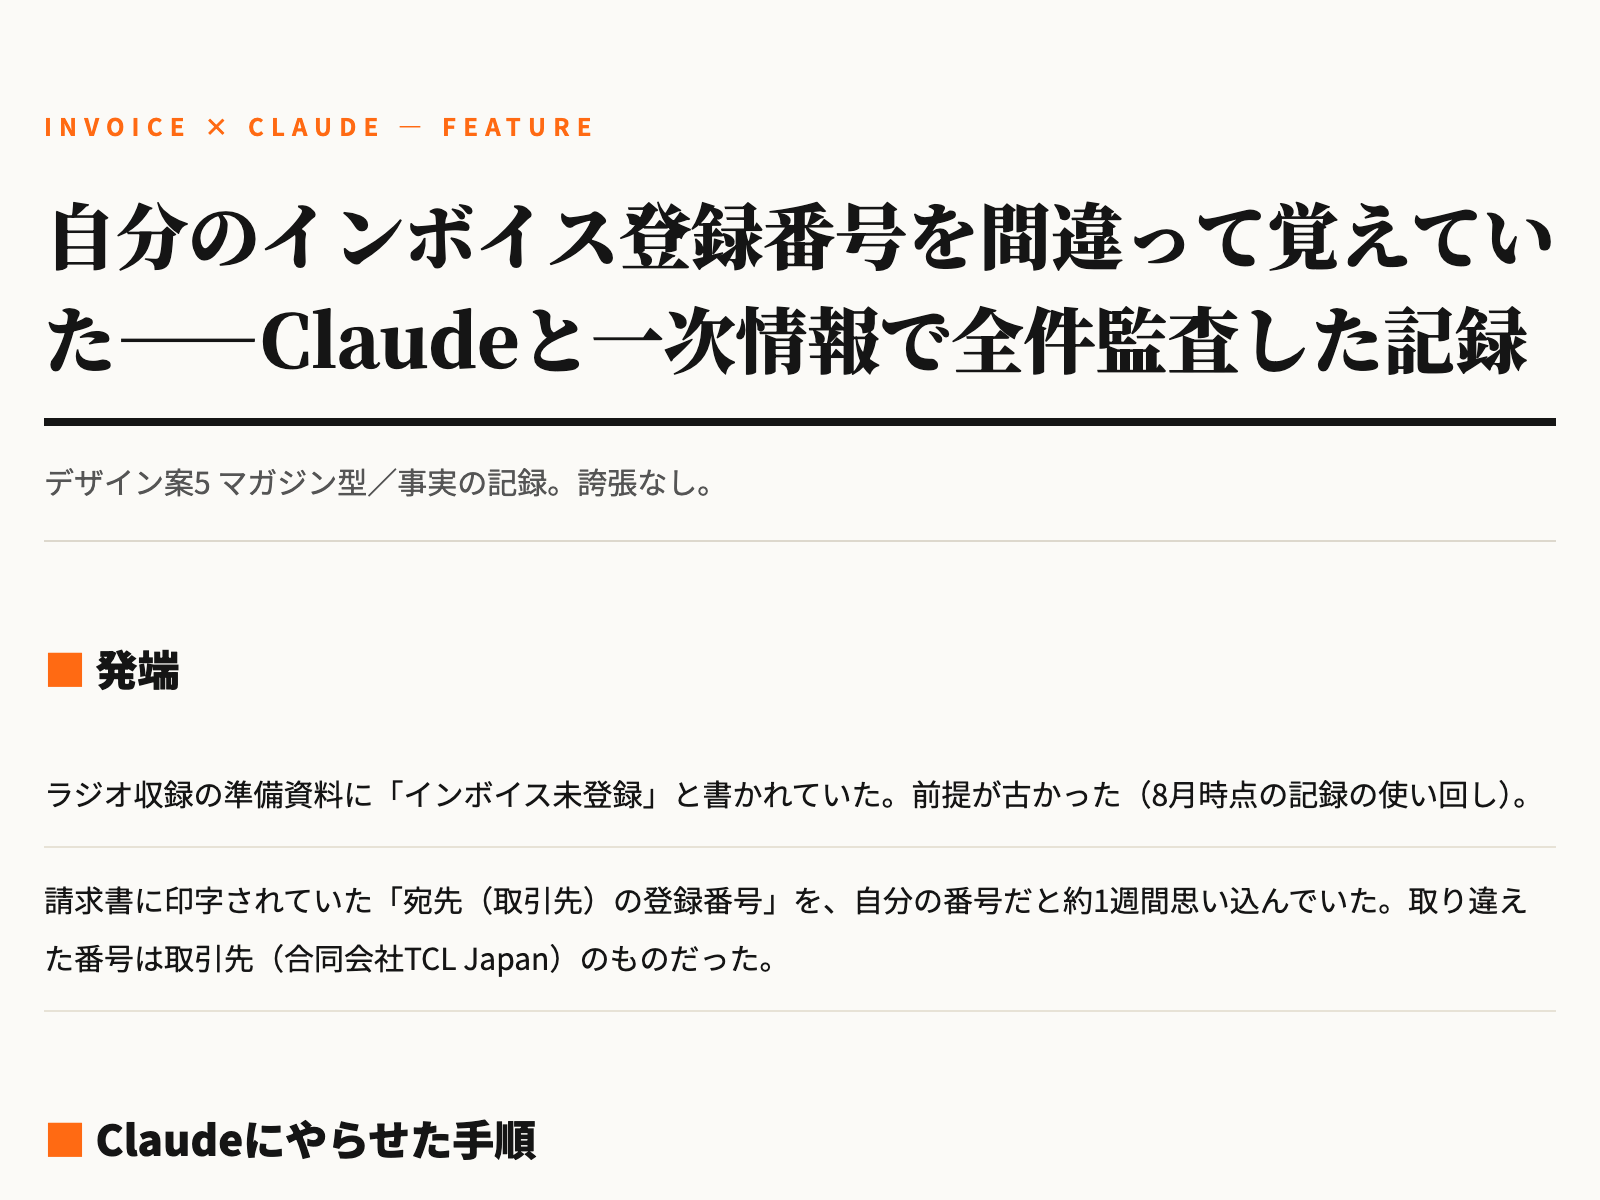 INVOICE × CLAUDE — FEATURE
自分のインボイス登録番号を間違って覚えてい
た——Claudeと一次情報で全件監査した記録
デザイン案5 マガジン型／事実の記録。誇張なし。
■ 発端
ラジオ収録の準備資料に「インボイス未登録」と書かれていた。前提が古かった（8月時点の記録の使い回し）。
請求書に印字されていた「宛先（取引先）の登録番号」を、自分の番号だと約1週間思い込んでいた。取り違え
た番号は取引先（合同会社TCL Japan）のものだった。
■ Claudeにやらせた手順